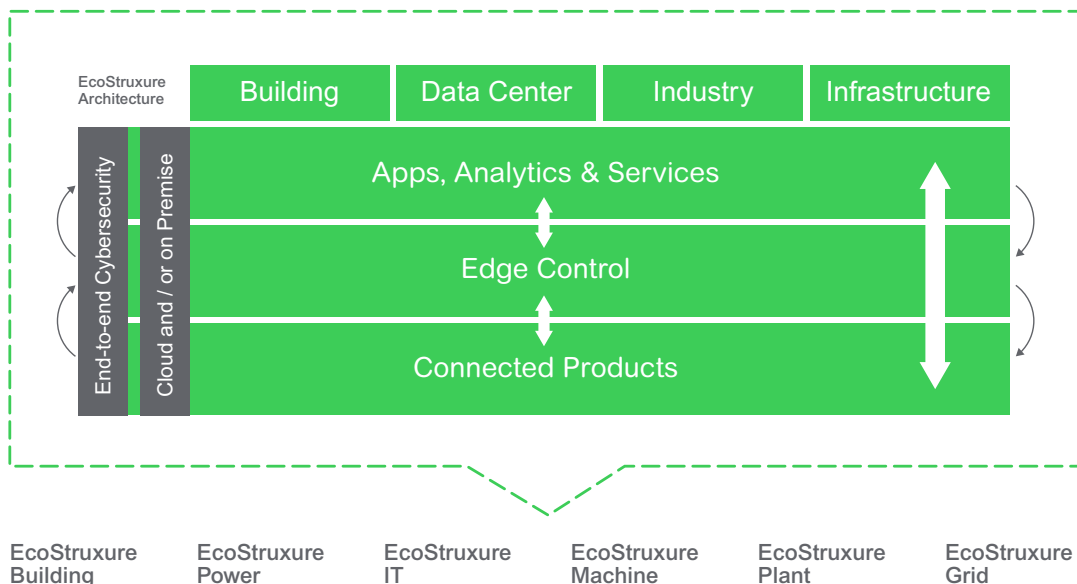 EcoStruxure
Architecture
Building
Data Center
Industry
Infrastructure
End-to-end Cybersecurity
Cloud and / or on Premise
Apps, Analytics & Services
Edge Control
Connected Products
EcoStruxure
Building
EcoStruxure
Power
EcoStruxure
IT
EcoStruxure
Machine
EcoStruxure
Plant
EcoStruxure
Grid